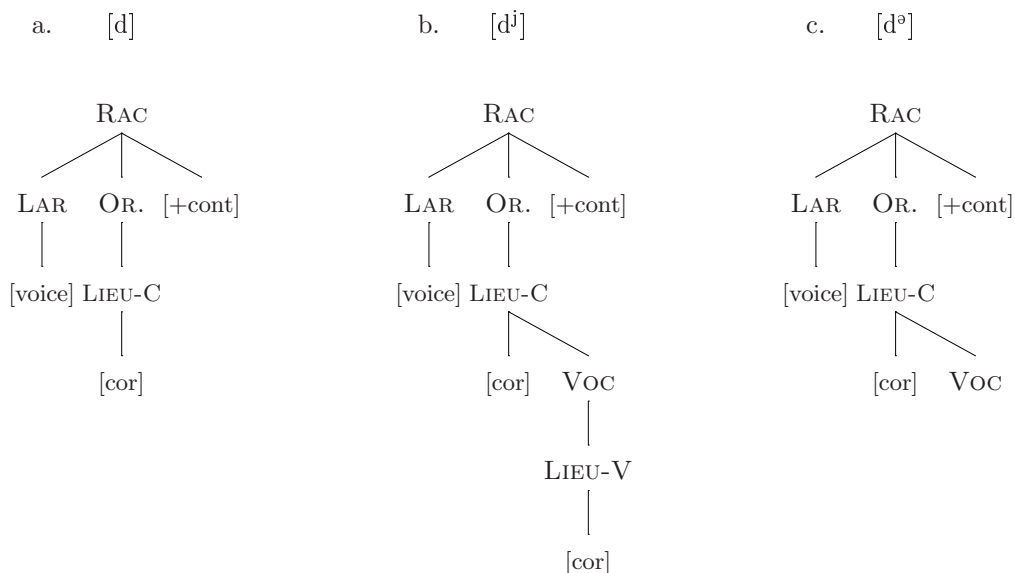 a. [d] b. [dʲ] c. [dᵊ]
RAC RAC RAC
LAR OR. [+cont] LAR OR. [+cont] LAR OR. [+cont]
[voice] LIEU-C [voice] LIEU-C [voice] LIEU-C
[cor] [cor] VOC [cor] VOC
LIEU-V
[cor]